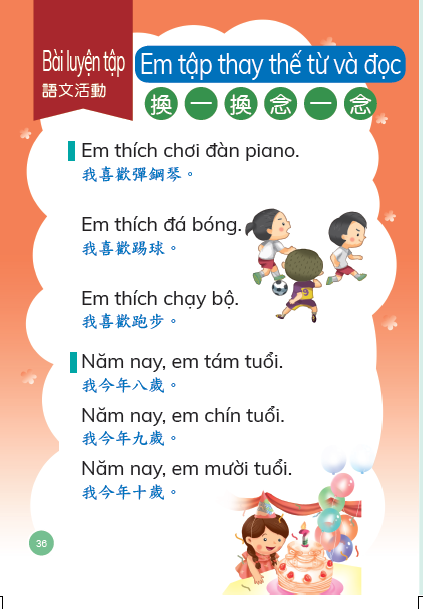 Bài luyện tập
語文活動
Em tập thay thế từ và đọc
換一換念一念
Em thích chơi đàn piano.
我喜歡彈鋼琴。
Em thích đá bóng.
我喜歡踢球。
Em thích chạy bộ.
我喜歡跑步。
Năm nay, em tám tuổi.
我今年八歲。
Năm nay, em chín tuổi.
我今年九歲。
Năm nay, em mười tuổi.
我今年十歲。
36